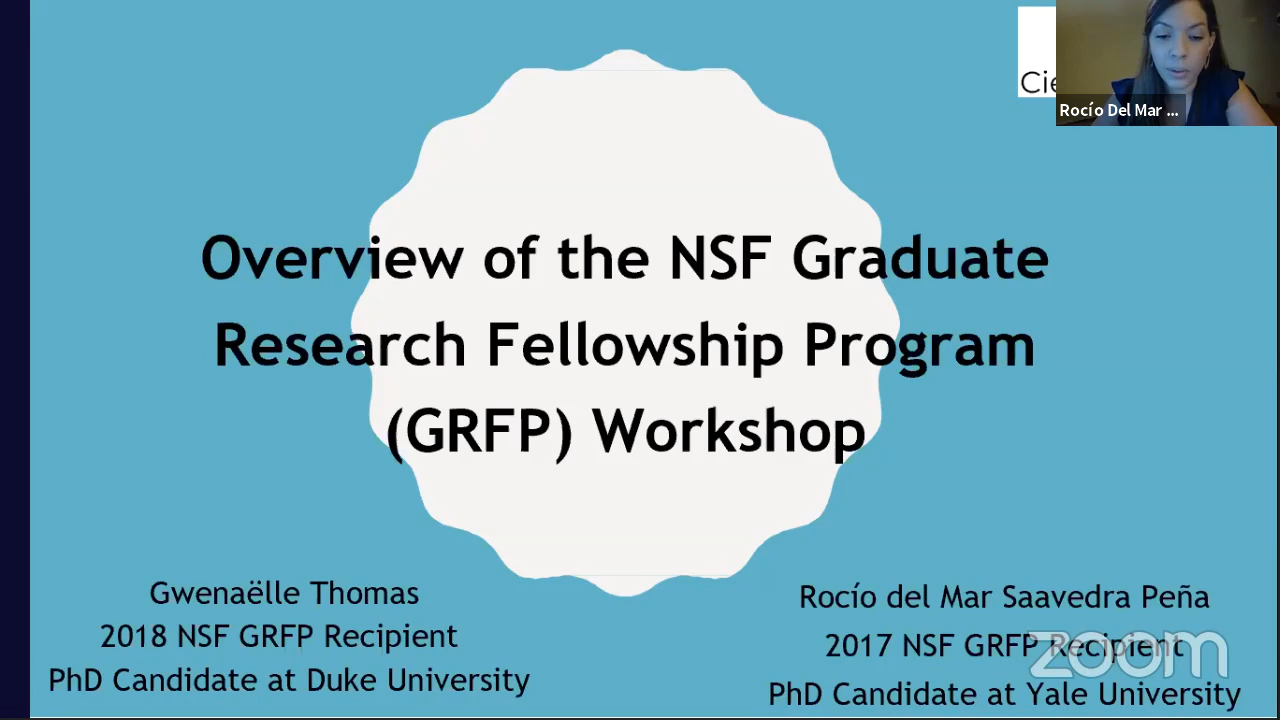 Cie
Rocío Del Mar ...
Overview of the NSF Graduate
Research Fellowship Program
(GRFP) Workshop
Gwenaëlle Thomas
2018 NSF GRFP Recipient
PhD Candidate at Duke University
Rocío del Mar Saavedra Peña
2017 NSF GRFP Recipient
PhD Candidate at Yale University
zoom